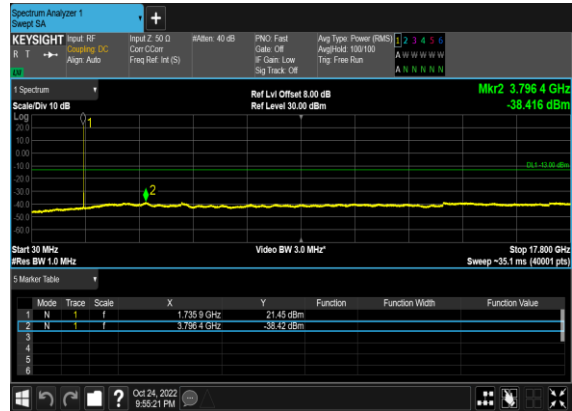 Spectrum Analyzer 1
Swept SA
+
KEYSIGHT Input: RF Input Z: 50 Ω #Atten: 40 dB PNO: Fast Avg Type: Power (RMS) 1 2 3 4 5 6
R T Coupling: DC Corr CCorr Gate: Off Avg|Hold: 100/100 A W W W W W
Align: Auto Freq Ref: Int (S) IF Gain: Low Trig: Free Run
Sig Track: Off A N N N N N
1 Spectrum Ref Lvl Offset 8.00 dB Mkr2 3.796 4 GHz
Scale/Div 10 dB Ref Level 30.00 dBm -38.416 dBm
Log
20.0
1
10.0
0.00
-10.0
DL1 -13.00 dBm
-20.0
-30.0
2
-40.0
-50.0
-60.0
Start 30 MHz Video BW 3.0 MHz* Stop 17.800 GHz
#Res BW 1.0 MHz Sweep ~35.1 ms (40001 pts)
5 Marker Table
Mode Trace Scale X Y Function Function Width Function Value
1 N 1 f 1.735 9 GHz 21.45 dBm
2 N 1 f 3.796 4 GHz -38.42 dBm
3
4
5
6
? Oct 24, 2022
9:55:21 PM